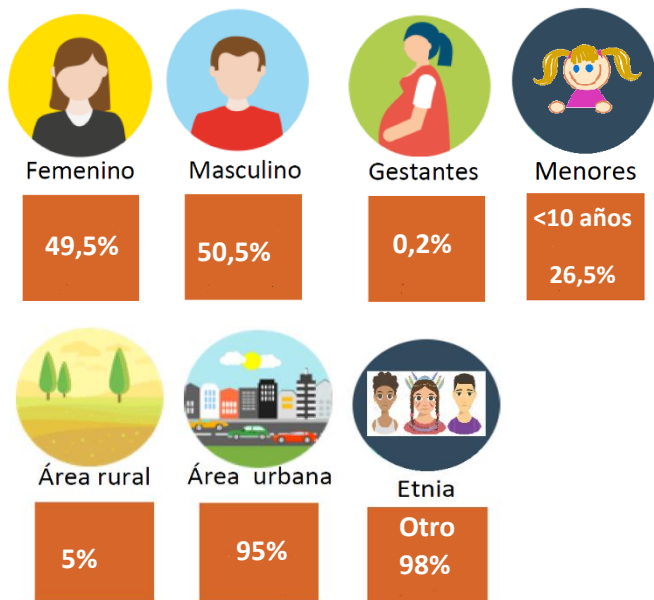 Femenino
Masculino
Gestantes
Menores
49,5%
50,5%
0,2%
<10 años
26,5%
Área rural
Área urbana
Etnia
5%
95%
Otro
98%